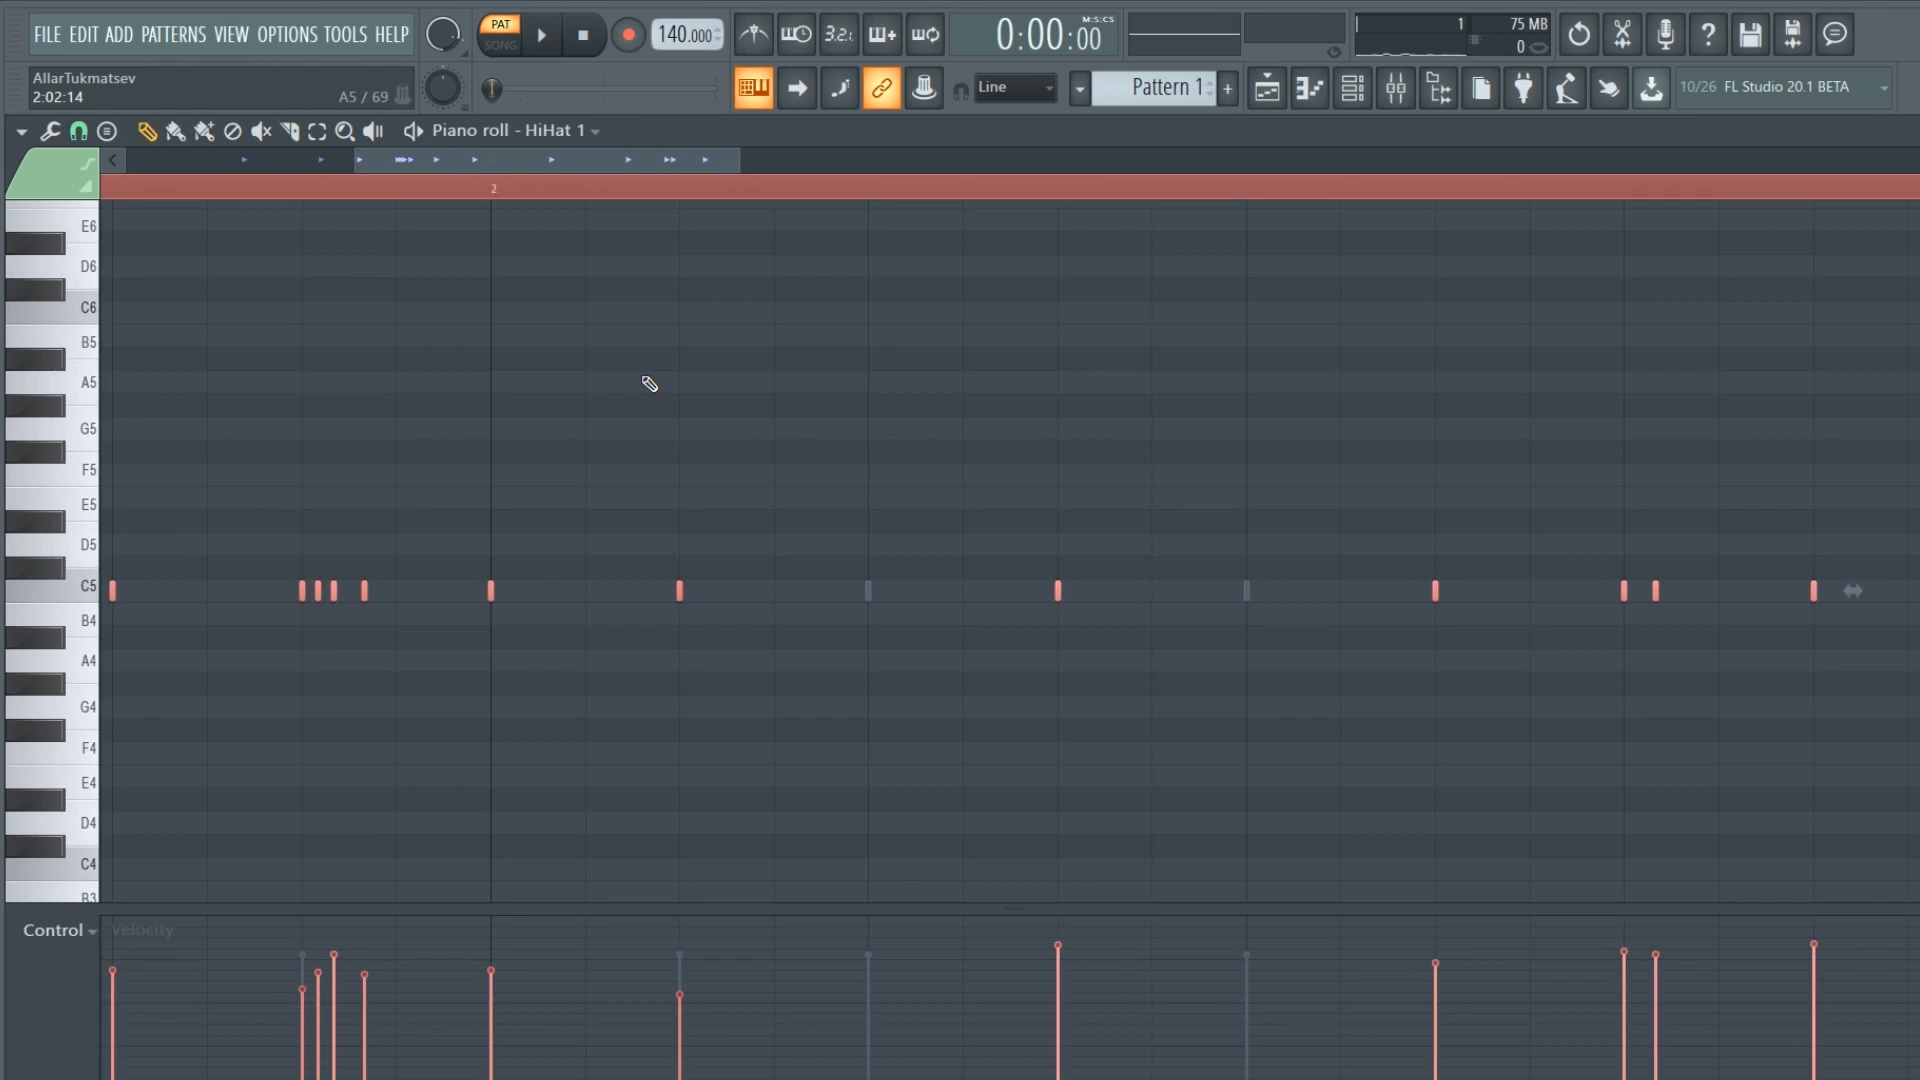 FILE EDIT ADD PATTERNS VIEW OPTIONS TOOLS HELP
PAT
SONG
140.000
3.2.
M:S:CS
0:00:00
1
75 MB
0
AllarTukmatsev
2:02:14
A5 / 69
Line
Pattern 1
+
10/26 FL Studio 20.1 BETA
Piano roll - HiHat 1
2
E6
D6
C6
B5
A5
G5
F5
E5
D5
C5
B4
A4
G4
F4
E4
D4
C4
B3
Control
Velocity